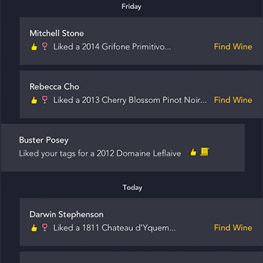 Friday
Mitchell Stone
Liked a 2014 Grifone Primitivo... Find Wine
Rebecca Cho
Liked a 2013 Cherry Blossom Pinot Noir... Find Wine
Buster Posey
Liked your tags for a 2012 Domaine Leflaive
Today
Darwin Stephenson
Liked a 1811 Chateau d'Yquem... Find Wine